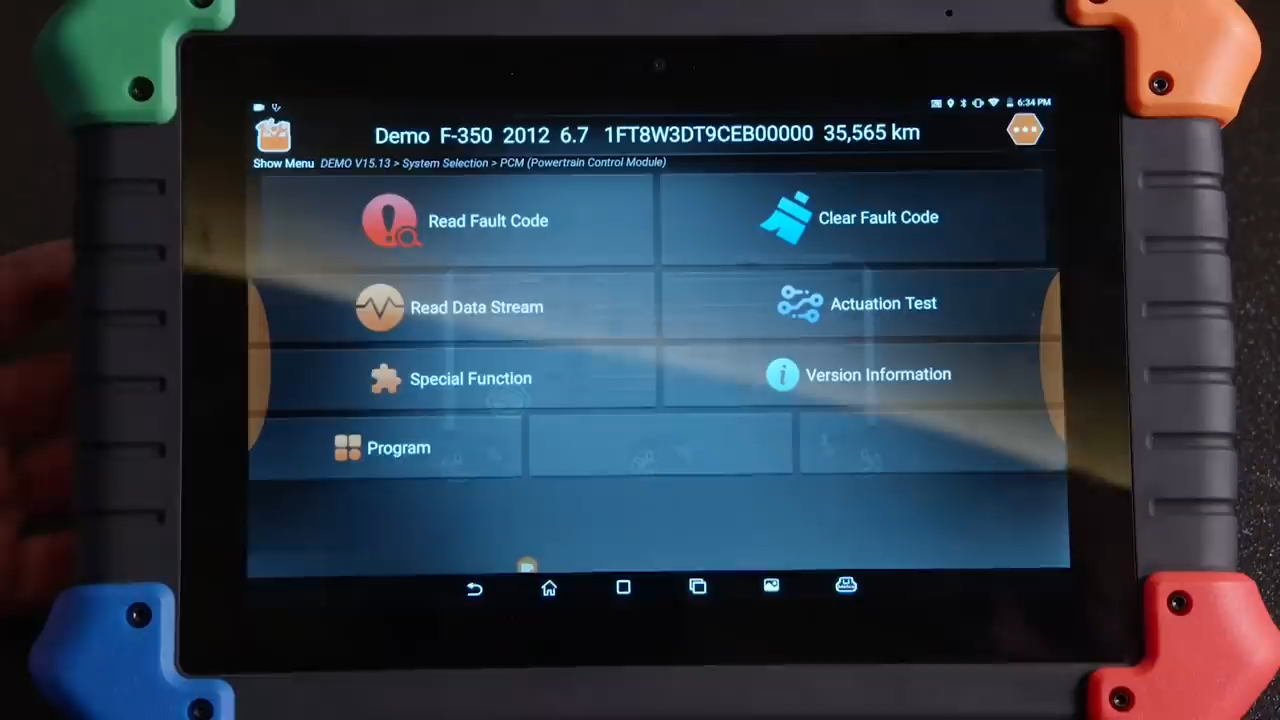 6:34 PM
Demo F-350 2012 6.7 1FT8W3DT9CEB00000 35,565 km
Show Menu DEMO V15.13 > System Selection > PCM (Powertrain Control Module)
Read Fault Code
Clear Fault Code
Read Data Stream
Actuation Test
Special Function
Version Information
Program